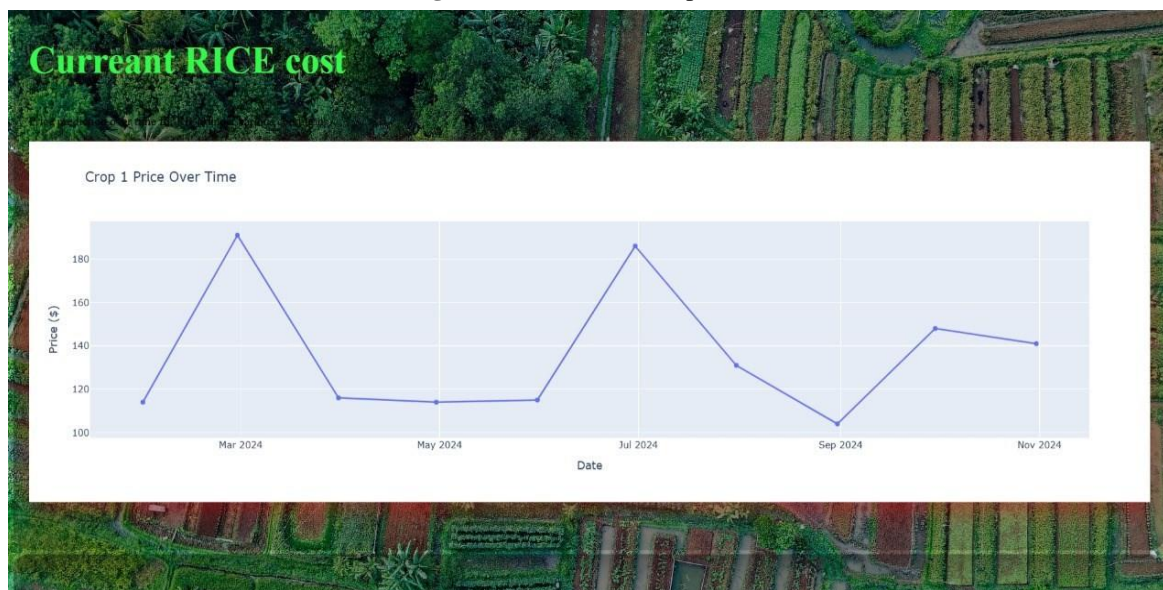 Curreant RICE cost
Crop 1 Price Over Time
180
160
140
120
100
Price ($)
Mar 2024
May 2024
Jul 2024
Sep 2024
Nov 2024
Date